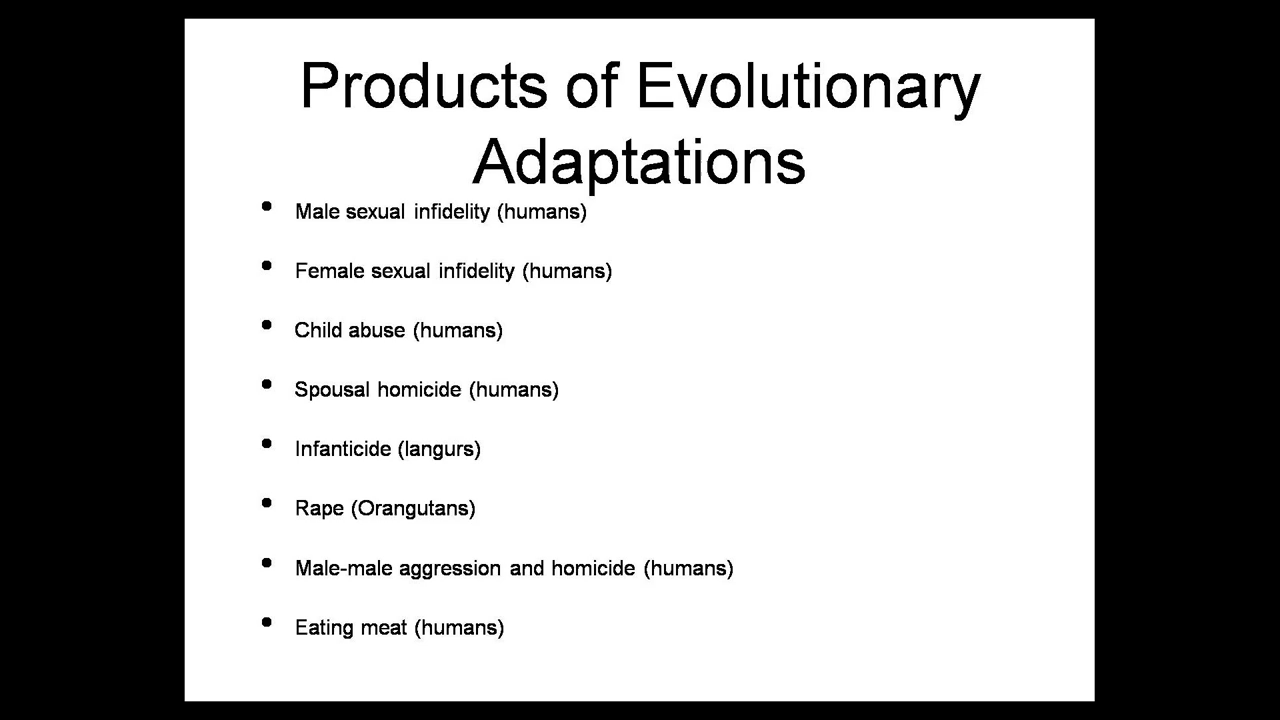 Products of Evolutionary
Adaptations
• Male sexual infidelity (humans)
• Female sexual infidelity (humans)
• Child abuse (humans)
• Spousal homicide (humans)
• Infanticide (langurs)
• Rape (Orangutans)
• Male-male aggression and homicide (humans)
• Eating meat (humans)